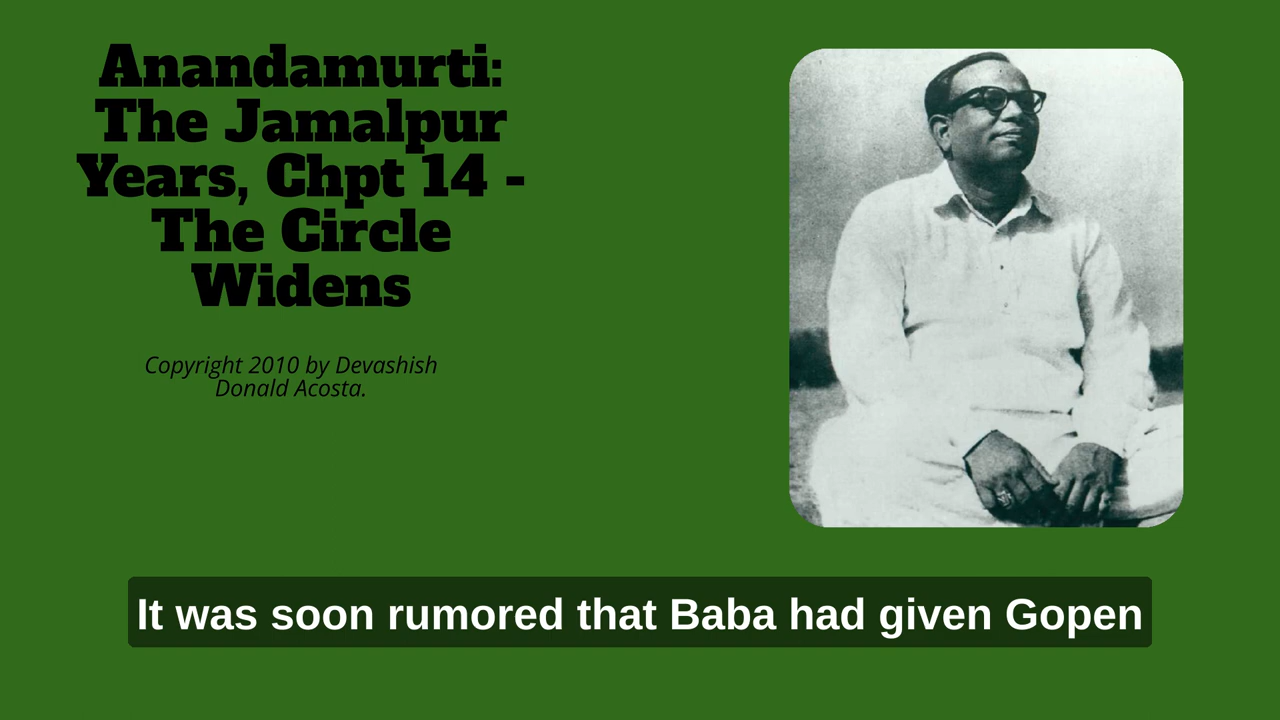 Anandamurti:
The Jamalpur
Years, Chpt 14 -
The Circle
Widens
Copyright 2010 by Devashish
Donald Acosta.
It was soon rumored that Baba had given Gopen